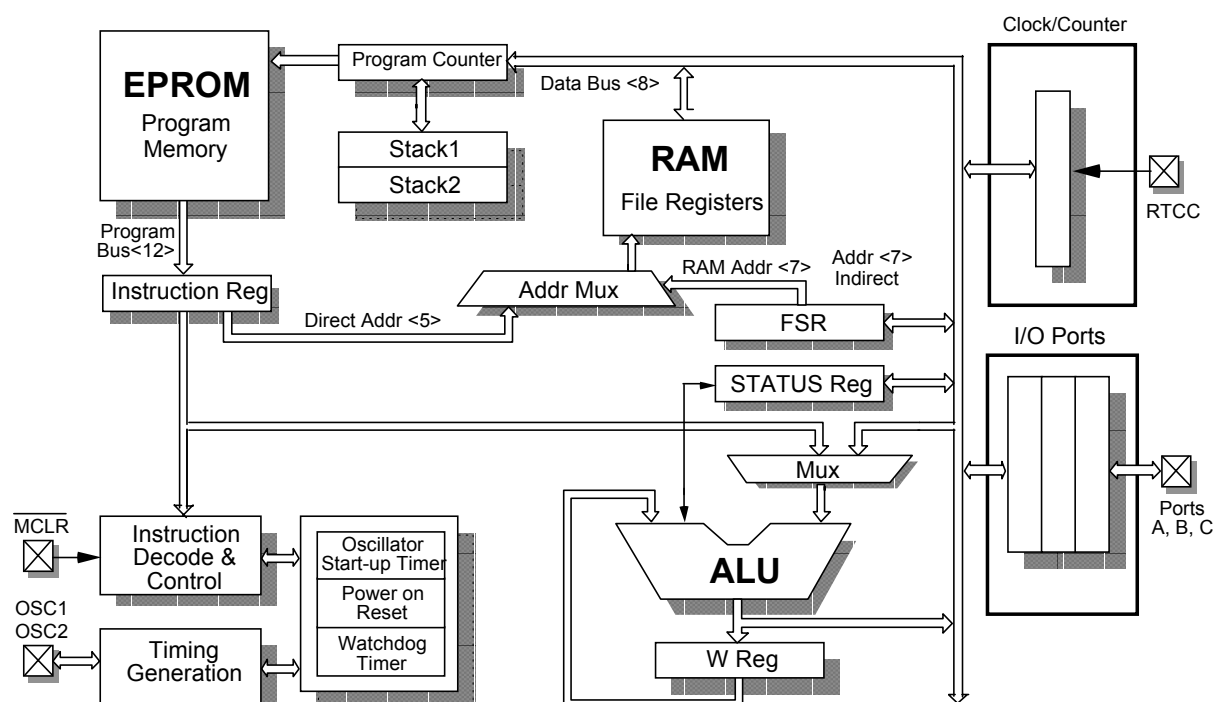 Clock/Counter
EPROM
Program
Memory
Program Counter
Data Bus <8>
Stack1
Stack2
RAM
File Registers
RTCC
Program
Bus<12>
Instruction Reg
Direct Addr <5>
Addr Mux
RAM Addr <7>
Addr <7>
Indirect
FSR
I/O Ports
STATUS Reg
Mux
Ports
A, B, C
MCLR
Instruction
Decode &
Control
Oscillator
Start-up Timer
Power on
Reset
Watchdog
Timer
ALU
OSC1
OSC2
Timing
Generation
W Reg